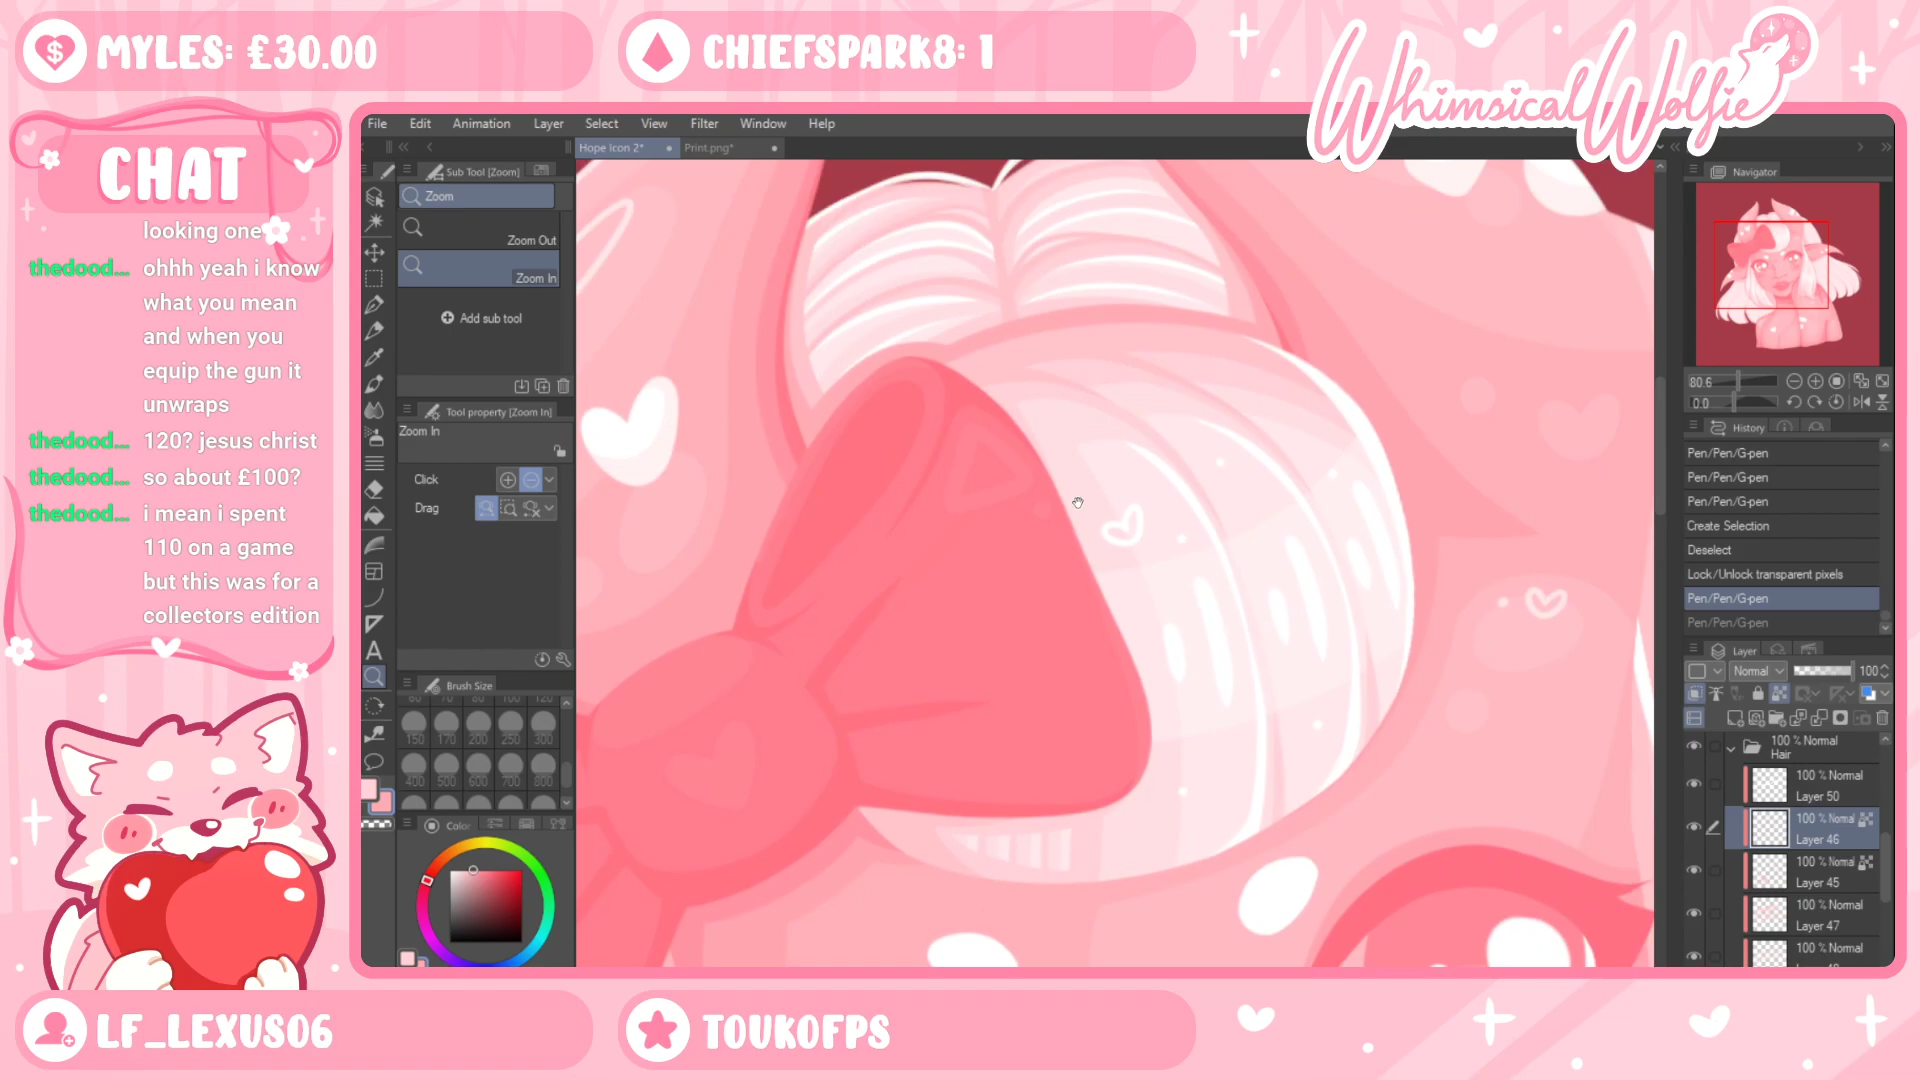 MYLES: £30.00
CHIEFSPARK8: 1
WhimsicalWolfie
CHAT
looking one
thedood... ohhh yeah i know
what you mean
and when you
equip the gun it
unwraps
thedood... 120? jesus christ
thedood... so about £100?
thedood... i mean i spent
110 on a game
but this was for a
collectors edition
File Edit Animation Layer Select View Filter Window Help
Hope Icon 2* Print.png*
Sub Tool [Zoom]
Zoom
Zoom Out
Zoom In
Add sub tool
Tool property [Zoom In]
Zoom In
Click
Drag
Brush Size
60 70 80 100 120
150 170 200 250 300
400 500 600 700 800
Color
Navigator
80.6
0.0
History
Pen/Pen/G-pen
Pen/Pen/G-pen
Pen/Pen/G-pen
Create Selection
Deselect
Lock/Unlock transparent pixels
Pen/Pen/G-pen
Pen/Pen/G-pen
Layer
Normal 100
100 % Normal
Hair
100 % Normal
Layer 50
100 % Normal
Layer 46
100 % Normal
Layer 45
100 % Normal
Layer 47
100 % Normal
LF_LEXUS06
TOUKOFPS